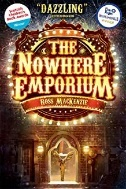 "DAZZLING"
THE
NOWHERE
EMPORIUM
ROSS MACKENZIE